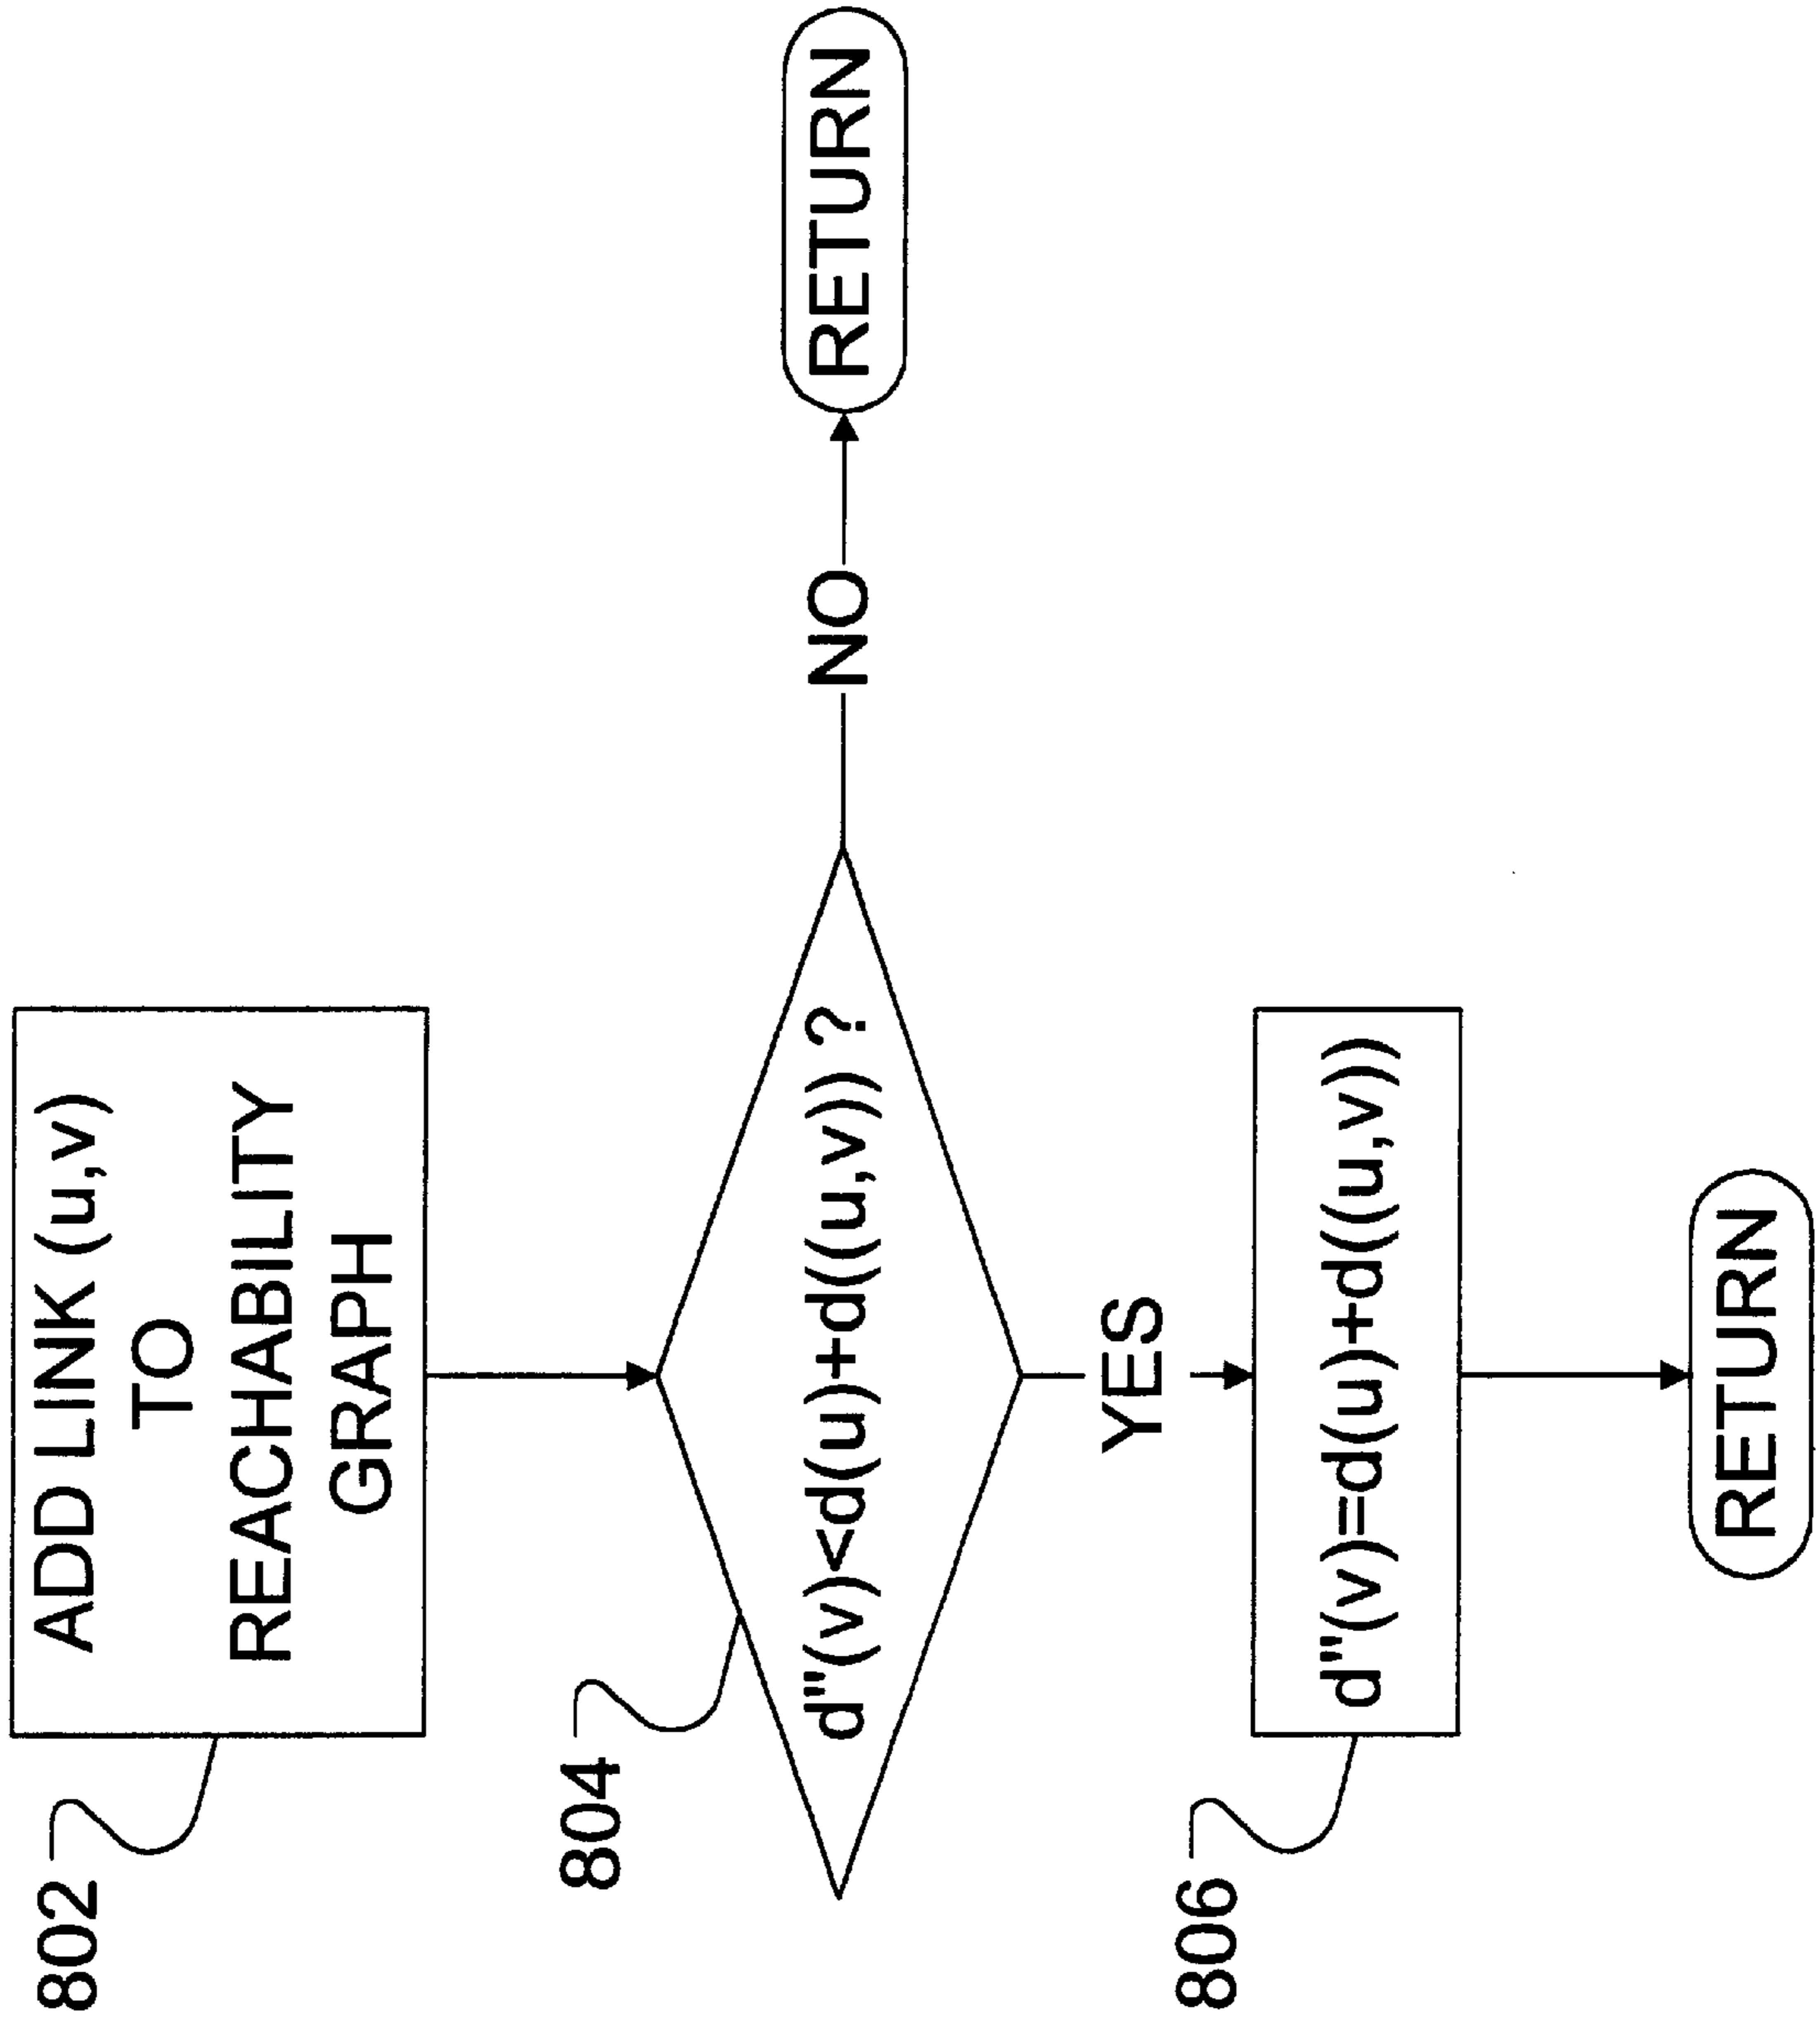 802
ADD LINK (u,v)
TO
REACHABILITY
GRAPH
804
d"(v)<d(u)+d((u,v)) ?
NO
RETURN
YES
806
d"(v)=d(u)+d((u,v))
RETURN